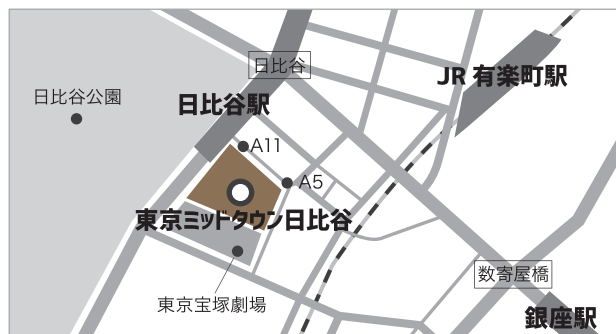 日比谷
JR 有楽町駅
日比谷公園
日比谷駅
A11
A5
東京ミッドタウン日比谷
数寄屋橋
東京宝塚劇場
銀座駅